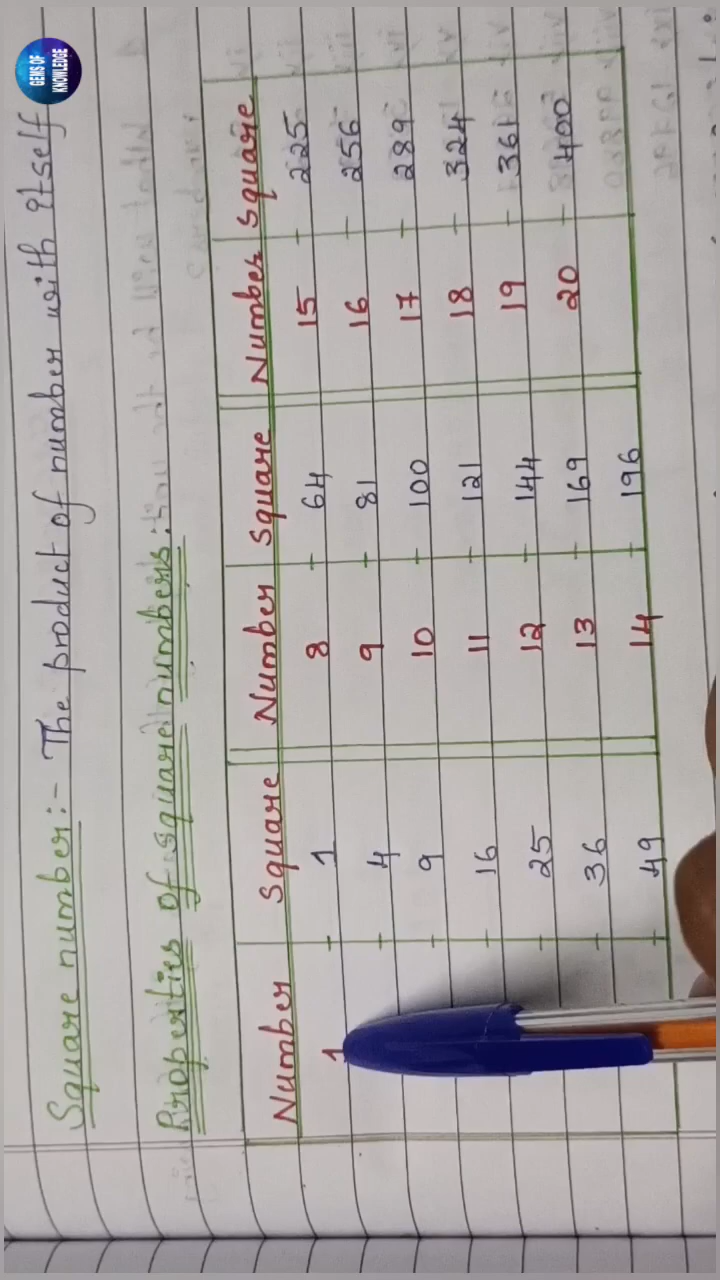 GEMS OF
KNOWLEDGE
Square number:- The product of number with itself
Properties of square numbers:
Number Square Number Square Number Square
1 - 1 8 - 64 15 - 225
- 4 9 - 81 16 - 256
- 9 10 - 100 17 - 289
- 16 11 - 121 18 - 324
- 25 12 - 144 19 - 361
- 36 13 - 169 20 - 400
- 49 14 - 196